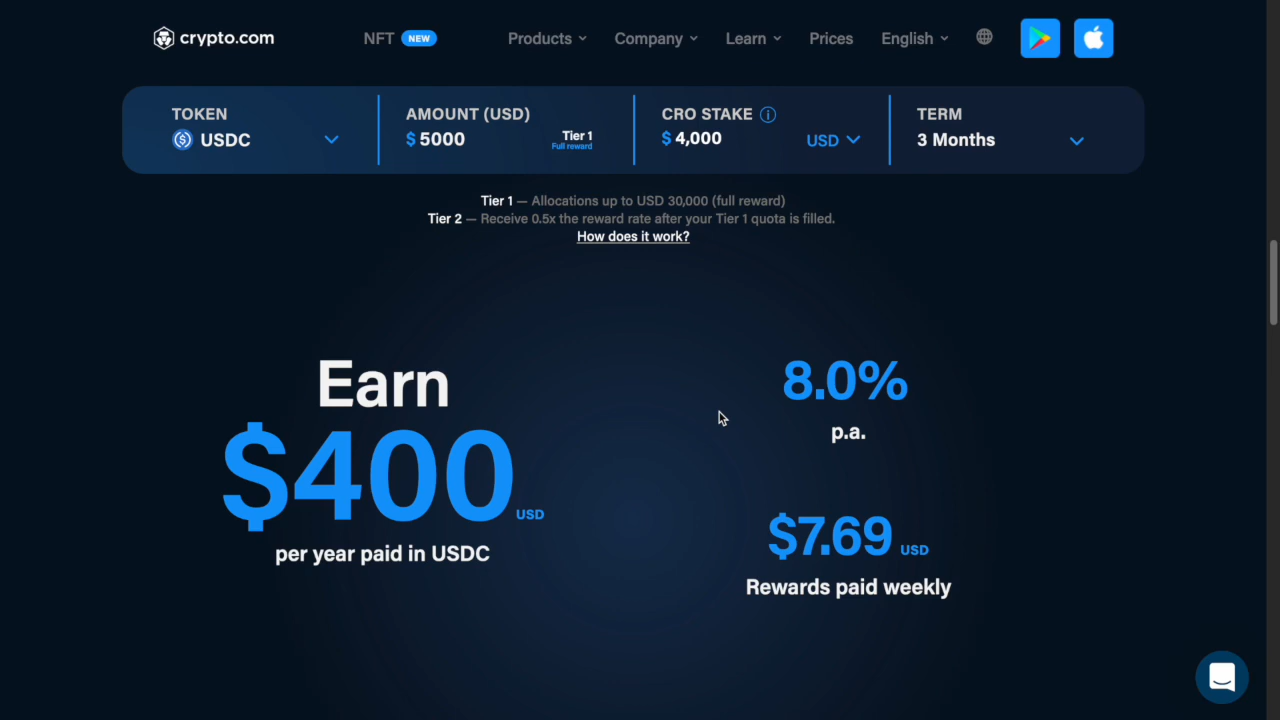 crypto.com NFT NEW Products Company Learn Prices English
TOKEN AMOUNT (USD) CRO STAKE TERM
USDC $ 5000 Tier 1 $ 4,000 USD 3 Months
Full reward
Tier 1 — Allocations up to USD 30,000 (full reward)
Tier 2 — Receive 0.5x the reward rate after your Tier 1 quota is filled.
How does it work?
Earn
8.0%
p.a.
$400 USD
$7.69 USD
per year paid in USDC
Rewards paid weekly